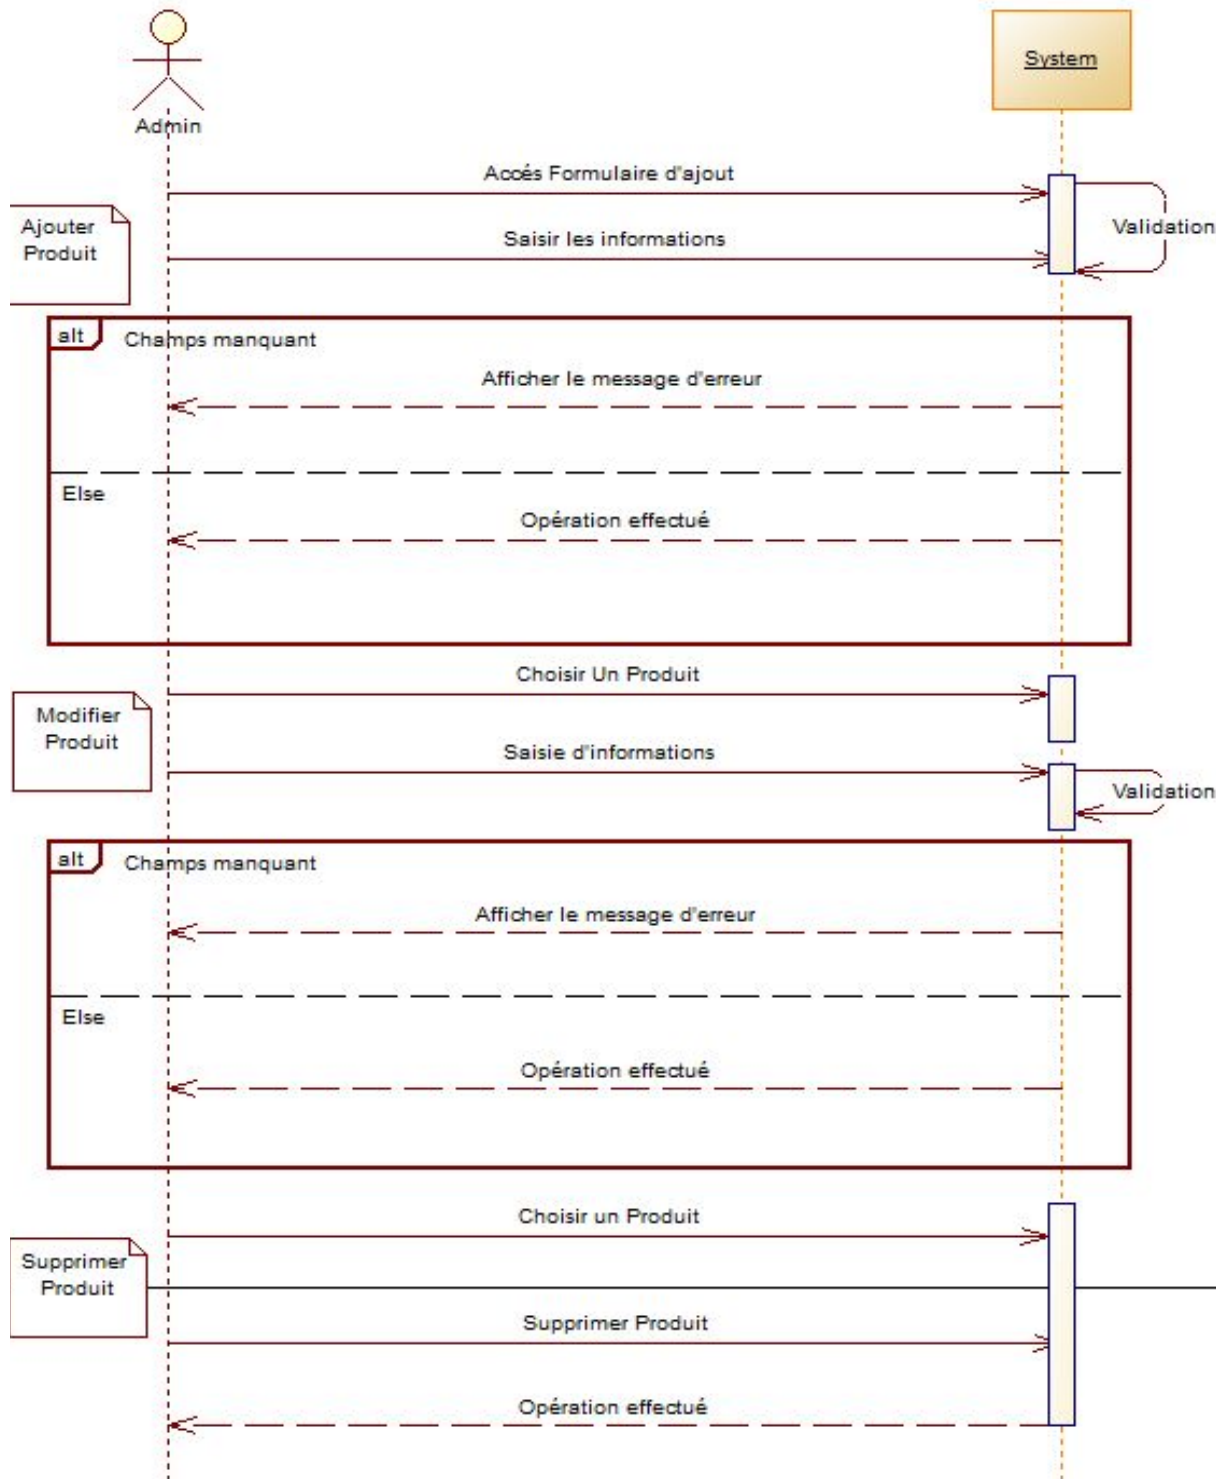 System
Admin
Accés Formulaire d'ajout
Ajouter
Produit
Validation
Saisir les informations
alt
Champs manquant
Afficher le message d'erreur
Else
Opération effectué
Choisir Un Produit
Modifier
Produit
Saisie d'informations
Validation
alt
Champs manquant
Afficher le message d'erreur
Else
Opération effectué
Choisir un Produit
Supprimer
Produit
Supprimer Produit
Opération effectué